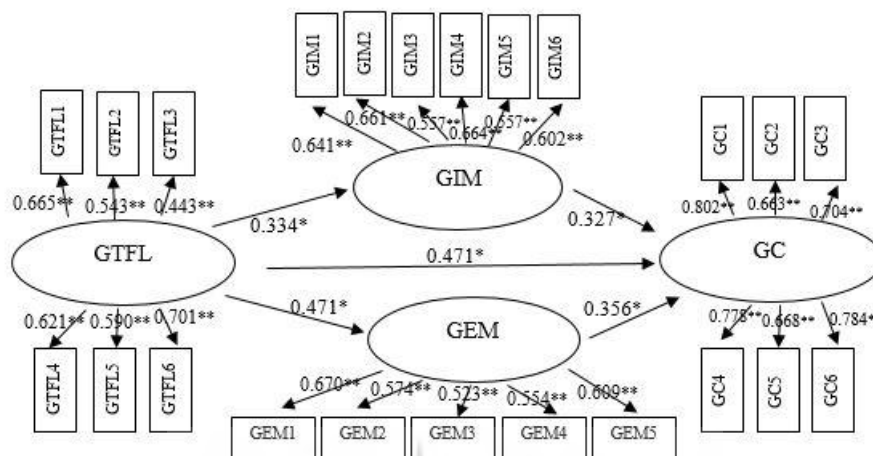 GIM1
GIM2
GIM3
GIM4
GIM5
GIM6
GTFL1
GTFL2
GTFL3
GC1
GC2
GC3
0.641**
0.661**
0.557**
0.664**
0.557**
0.602**
GIM
0.665**
0.543**
0.443**
0.334*
0.327*
0.802**
0.663**
0.704**
GTFL
0.471*
GC
0.471*
GEM
0.356*
0.621**
0.590**
0.701**
0.778**
0.668**
0.784**
GTFL4
GTFL5
GTFL6
0.670**
0.574**
0.523**
0.554**
0.609**
GC4
GC5
GC6
GEM1
GEM2
GEM3
GEM4
GEM5